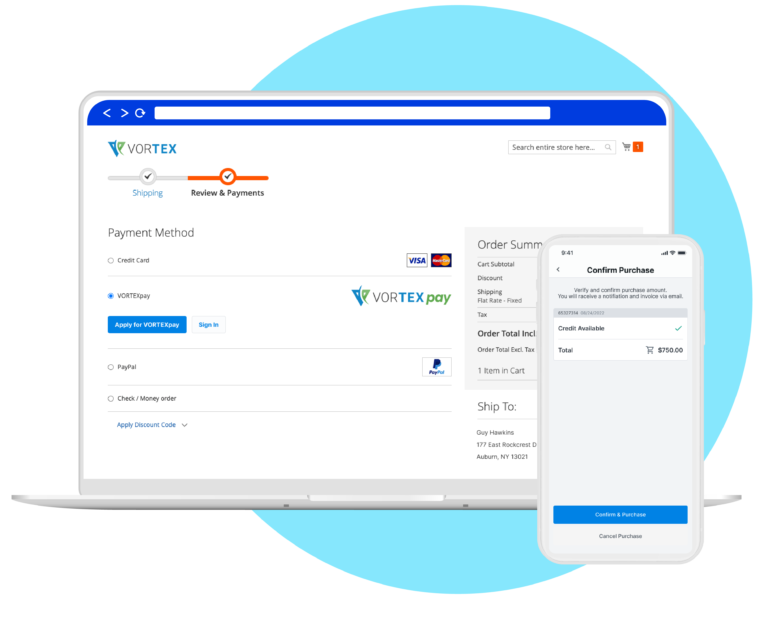 VORTEX
Search entire store here...
1
Shipping
Review & Payments
Payment Method
Credit Card
VISA
MasterCard
VORTEXpay
VORTEX pay
Apply for VORTEXpay
Sign In
PayPal
PayPal
Check / Money order
Apply Discount Code
Order Summ
Cart Subtotal
Discount
Shipping
Flat Rate - Fixed
Tax
Order Total Incl
Order Total Excl. Tax
1 Item in Cart
Ship To:
Guy Hawkins
177 East Rockcrest D
Auburn, NY 13021
9:41
Confirm Purchase
Verify and confirm purchase amount.
You will receive a notifiation and invoice via email.
Credit Available
Total
$750.00
Confirm & Purchase
Cancel Purchase